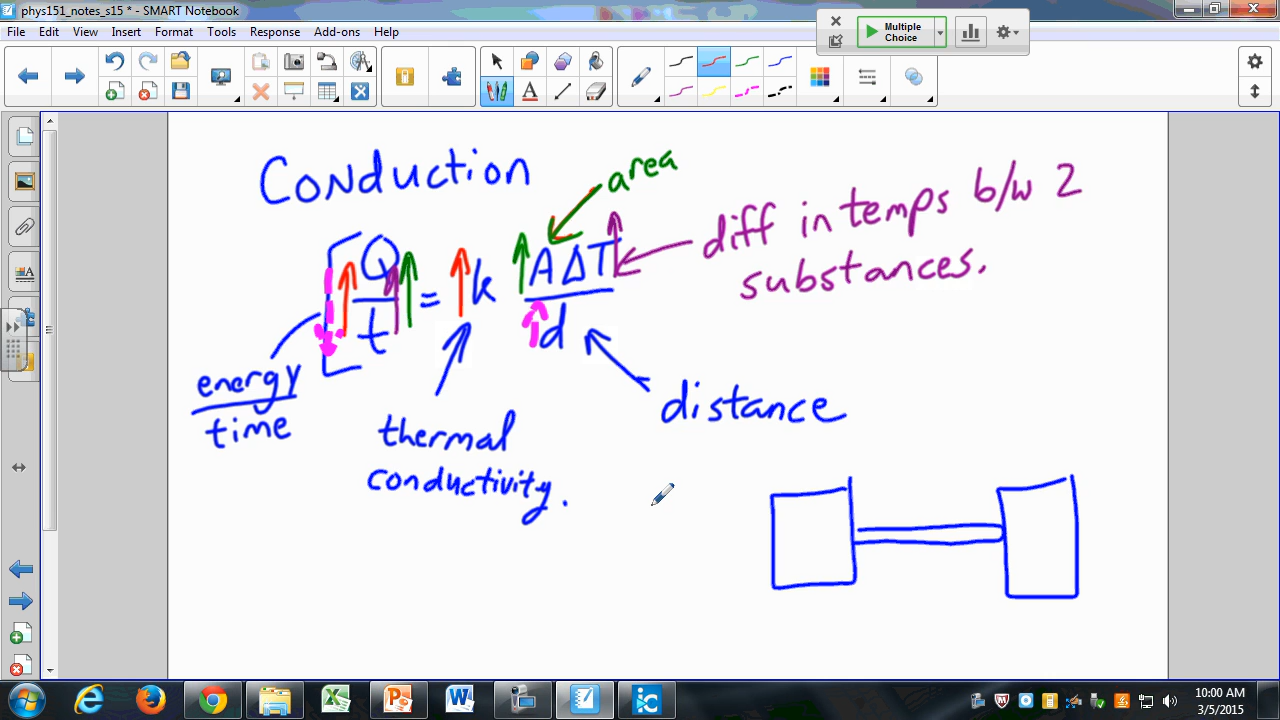 phys151_notes_s15 * - SMART Notebook
File Edit View Insert Format Tools Response Add-ons Help
Multiple Choice
Conduction
area
diff in temps b/w 2
substances.
Q/t = k AΔT/d
energy
time
thermal
conductivity.
distance
10:00 AM
3/5/2015